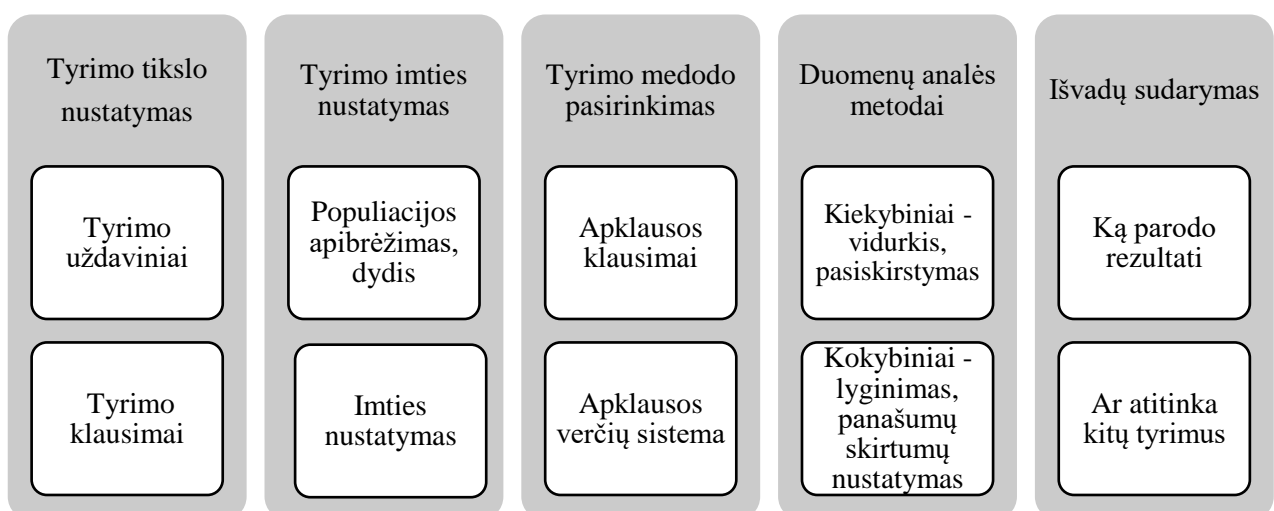 Tyrimo tikslo
nustatymas
Tyrimo
uždaviniai
Tyrimo
klausimai
Tyrimo imties
nustatymas
Populiacijos
apibrėžimas,
dydis
Imties
nustatymas
Tyrimo medodo
pasirinkimas
Apklausos
klausimai
Apklausos
verčių sistema
Duomenų analės
metodai
Kiekybiniai -
vidurkis,
pasiskirstymas
Kokybiniai -
lyginimas,
panašumų
skirtumų
nustatymas
Išvadų sudarymas
Ką parodo
rezultati
Ar atitinka
kitų tyrimus